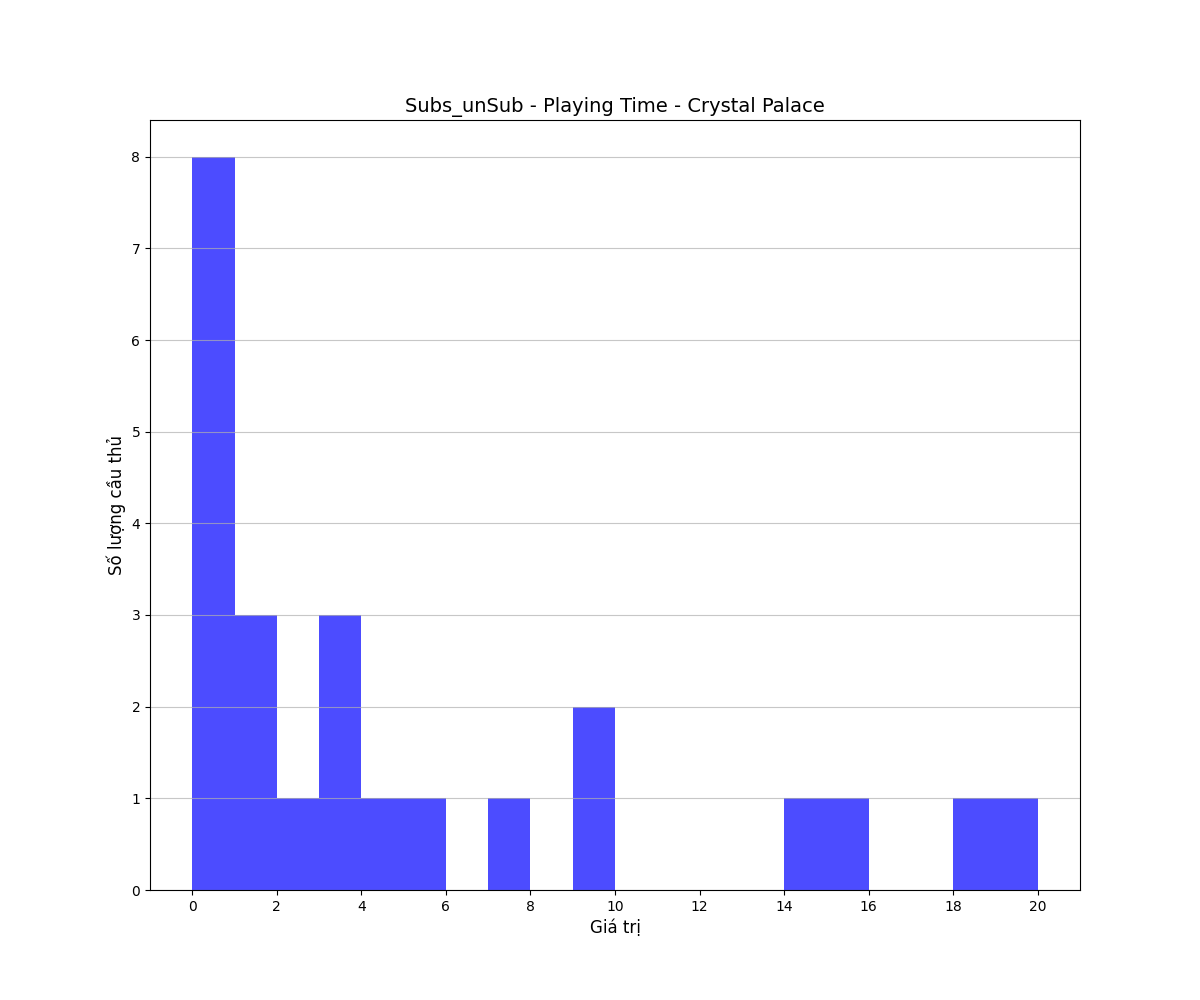 Subs_unSub - Playing Time - Crystal Palace
8
7
6
5
4
3
2
1
0
Số lượng cầu thủ
0 2 4 6 8 10 12 14 16 18 20
Giá trị